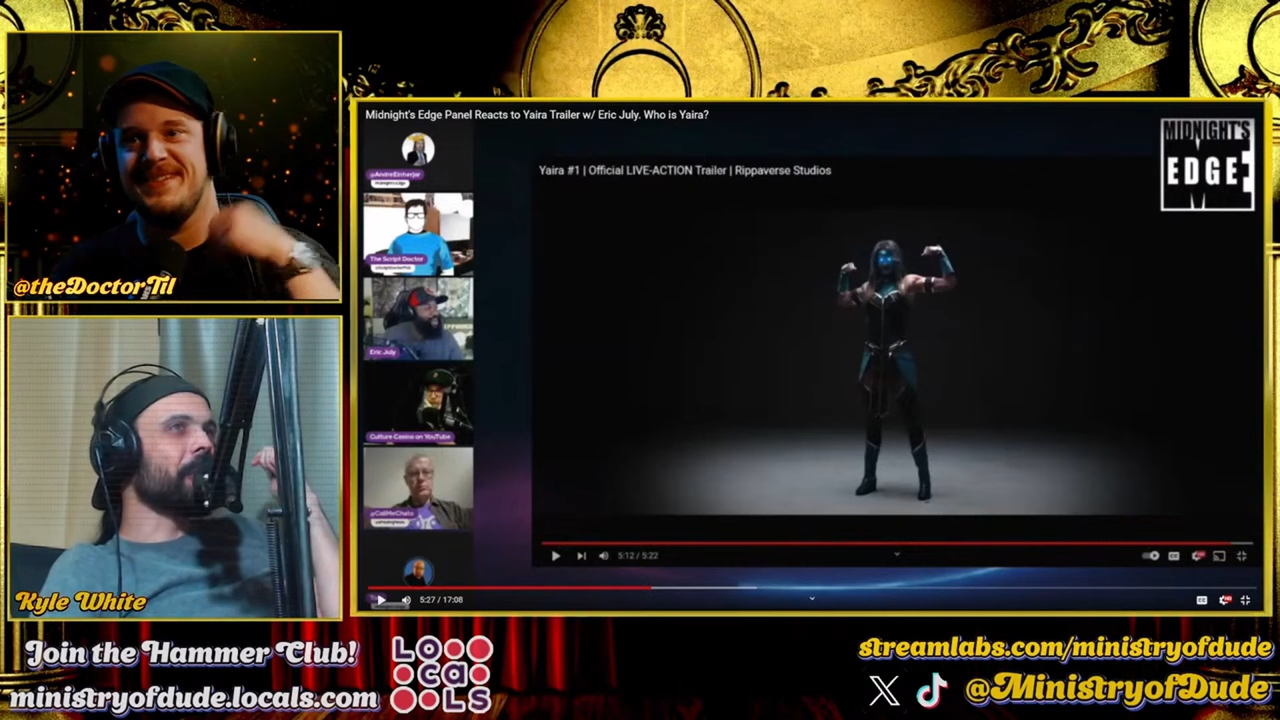 Midnight's Edge Panel Reacts to Yaira Trailer w/ Eric July. Who is Yaira?
MIDNIGHT'S
EDGE
Yaira #1 | Official LIVE-ACTION Trailer | Rippaverse Studios
@AndreEinherjar
The Script Doctor
Eric July
Culture Casino on YouTube
@CallMeChato
5:12 / 5:22
5:27 / 17:08
@theDoctorTil
Kyle White
Join the Hammer Club!
ministryofdude.locals.com
LOCALS
streamlabs.com/ministryofdude
@MinistryofDude